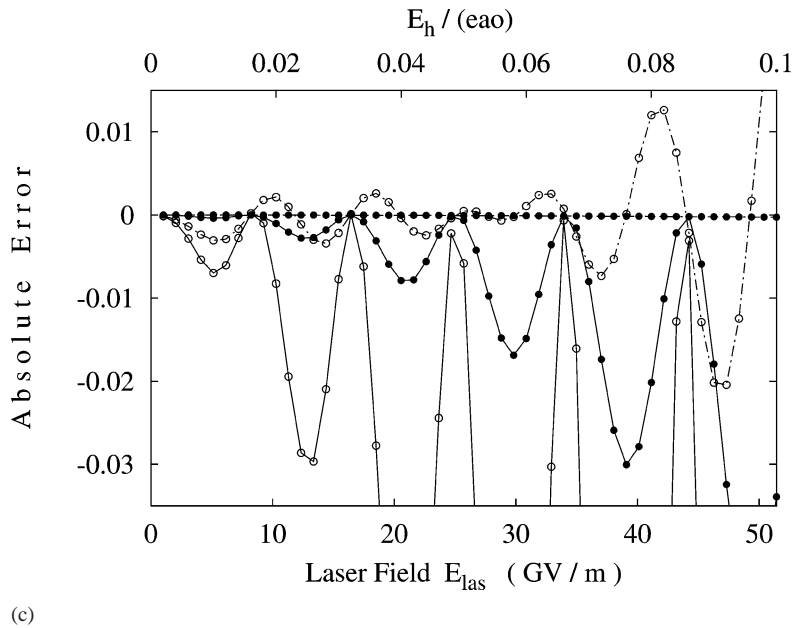 E_h / (eao)
0 0.02 0.04 0.06 0.08 0.1
0.01
0
-0.01
-0.02
-0.03
Absolute Error
0 10 20 30 40 50
Laser Field E_las ( GV / m )
(c)